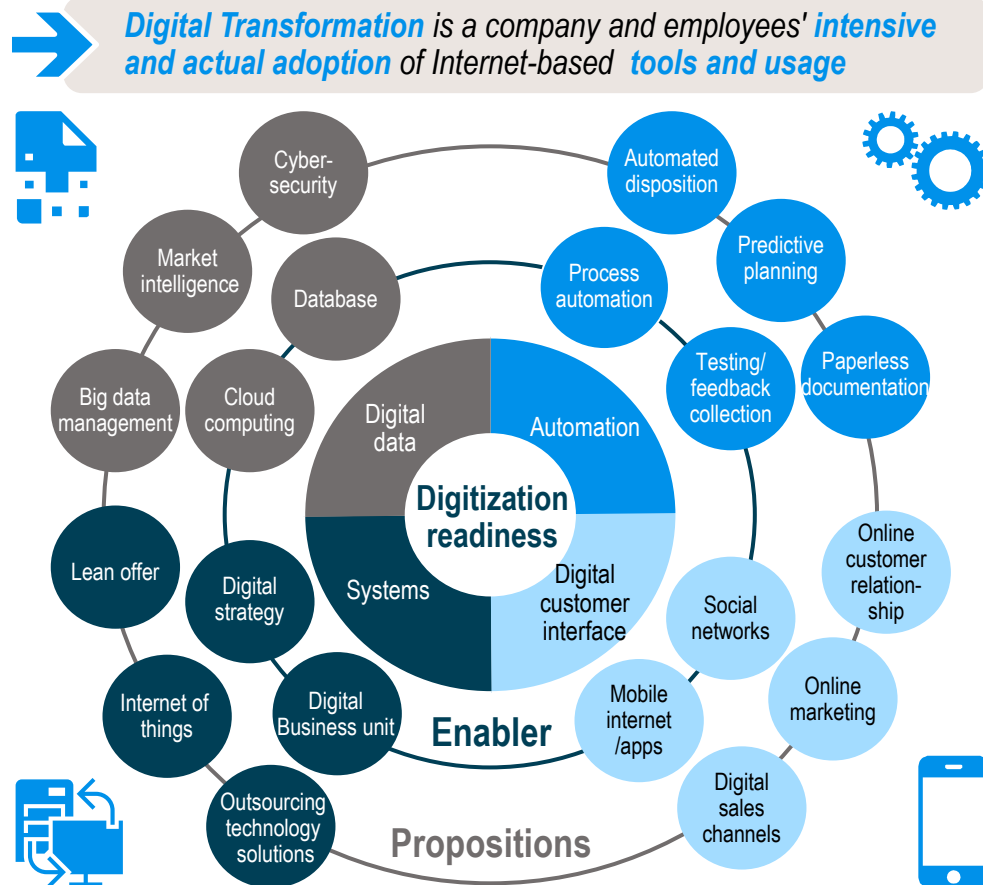 Digital Transformation is a company and employees' intensive
and actual adoption of Internet-based tools and usage
Cyber-
security
Automated
disposition
Market
intelligence
Predictive
planning
Database
Process
automation
Big data
management
Cloud
computing
Testing/
feedback
collection
Paperless
documentation
Digital
data
Automation
Digitization
readiness
Systems
Digital
customer
interface
Lean offer
Digital
strategy
Social
networks
Online
customer
relation-
ship
Internet of
things
Digital
Business unit
Enabler
Mobile
internet
/apps
Online
marketing
Outsourcing
technology
solutions
Propositions
Digital
sales
channels